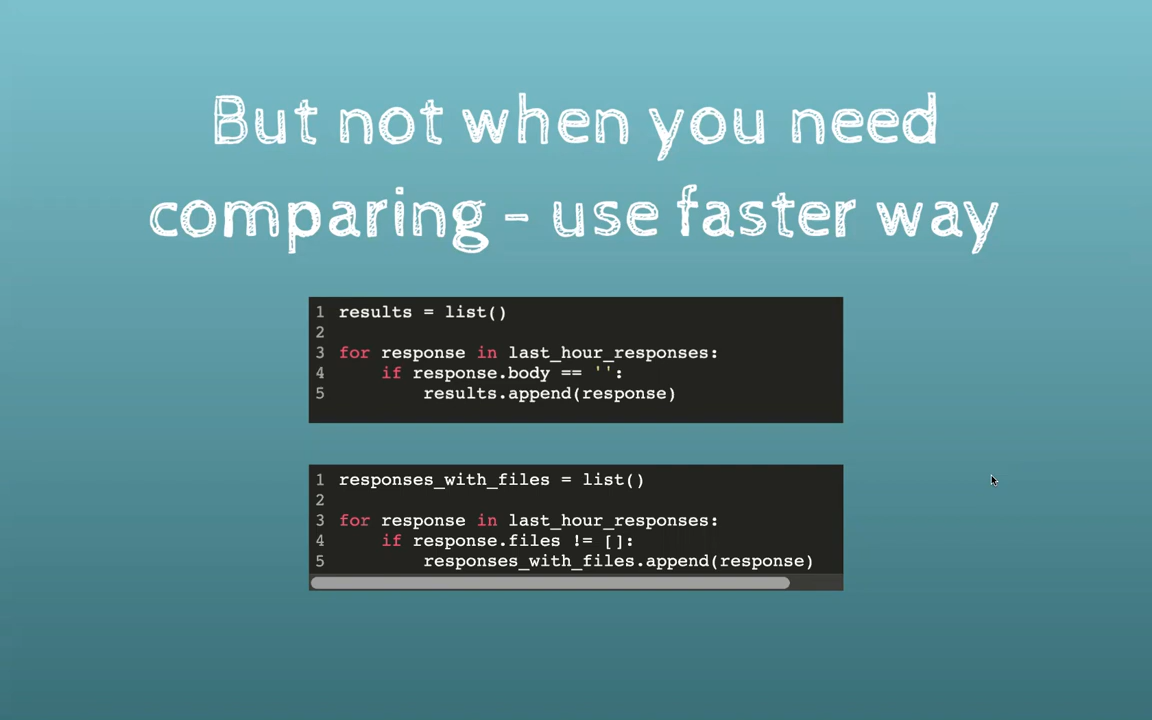 But not when you need
comparing - use faster way
1 results = list()
2
3 for response in last_hour_responses:
4     if response.body == '':
5         results.append(response)
1 responses_with_files = list()
2
3 for response in last_hour_responses:
4     if response.files != []:
5         responses_with_files.append(response)